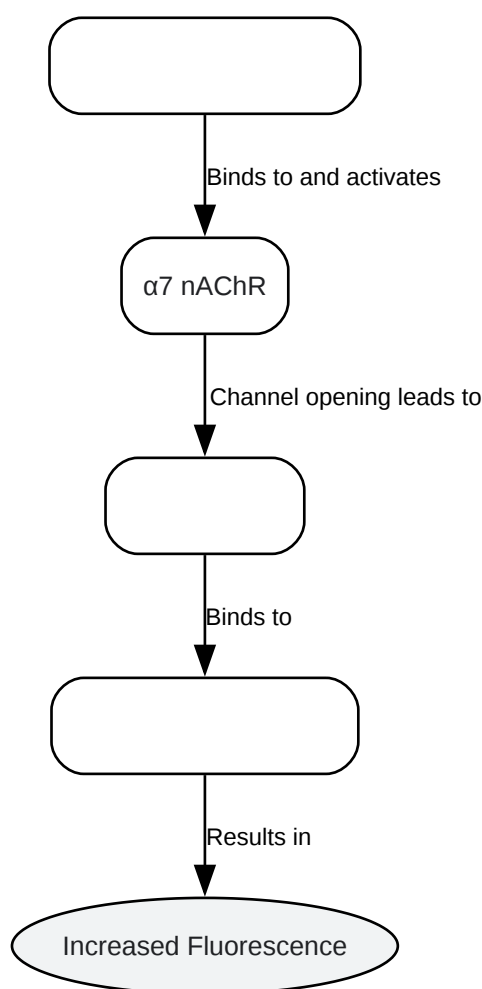 Binds to and activates
α7 nAChR
Channel opening leads to
Binds to
Results in
Increased Fluorescence